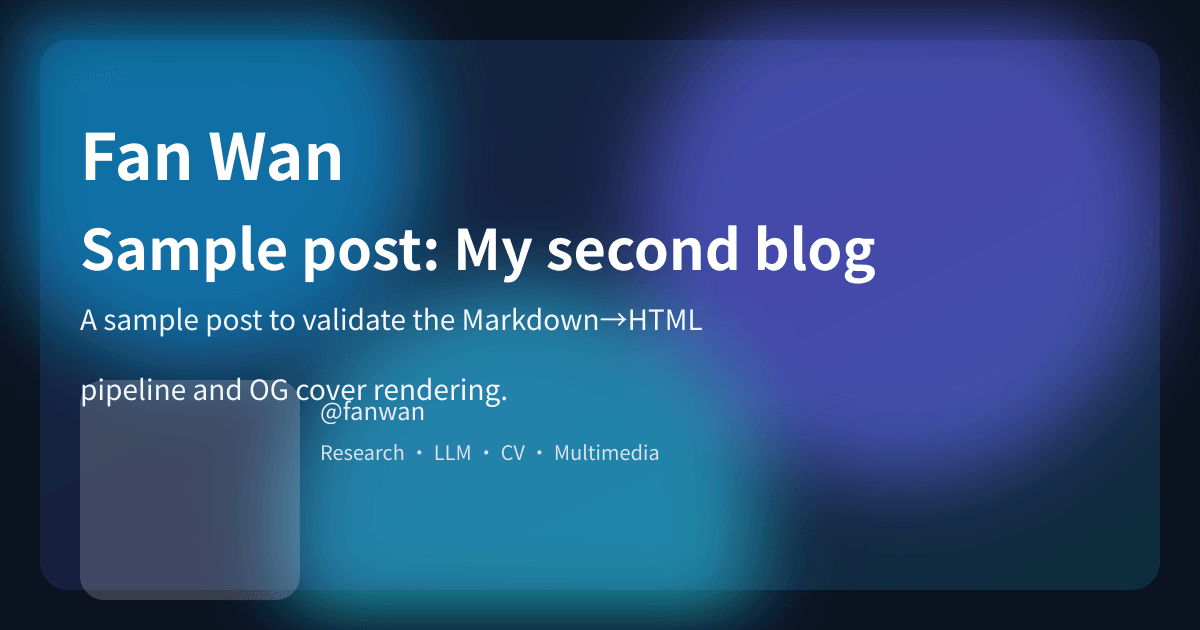 Fan Wan
Sample post: My second blog
A sample post to validate the Markdown→HTML
pipeline and OG cover rendering.
@fanwan
Research • LLM • CV • Multimedia